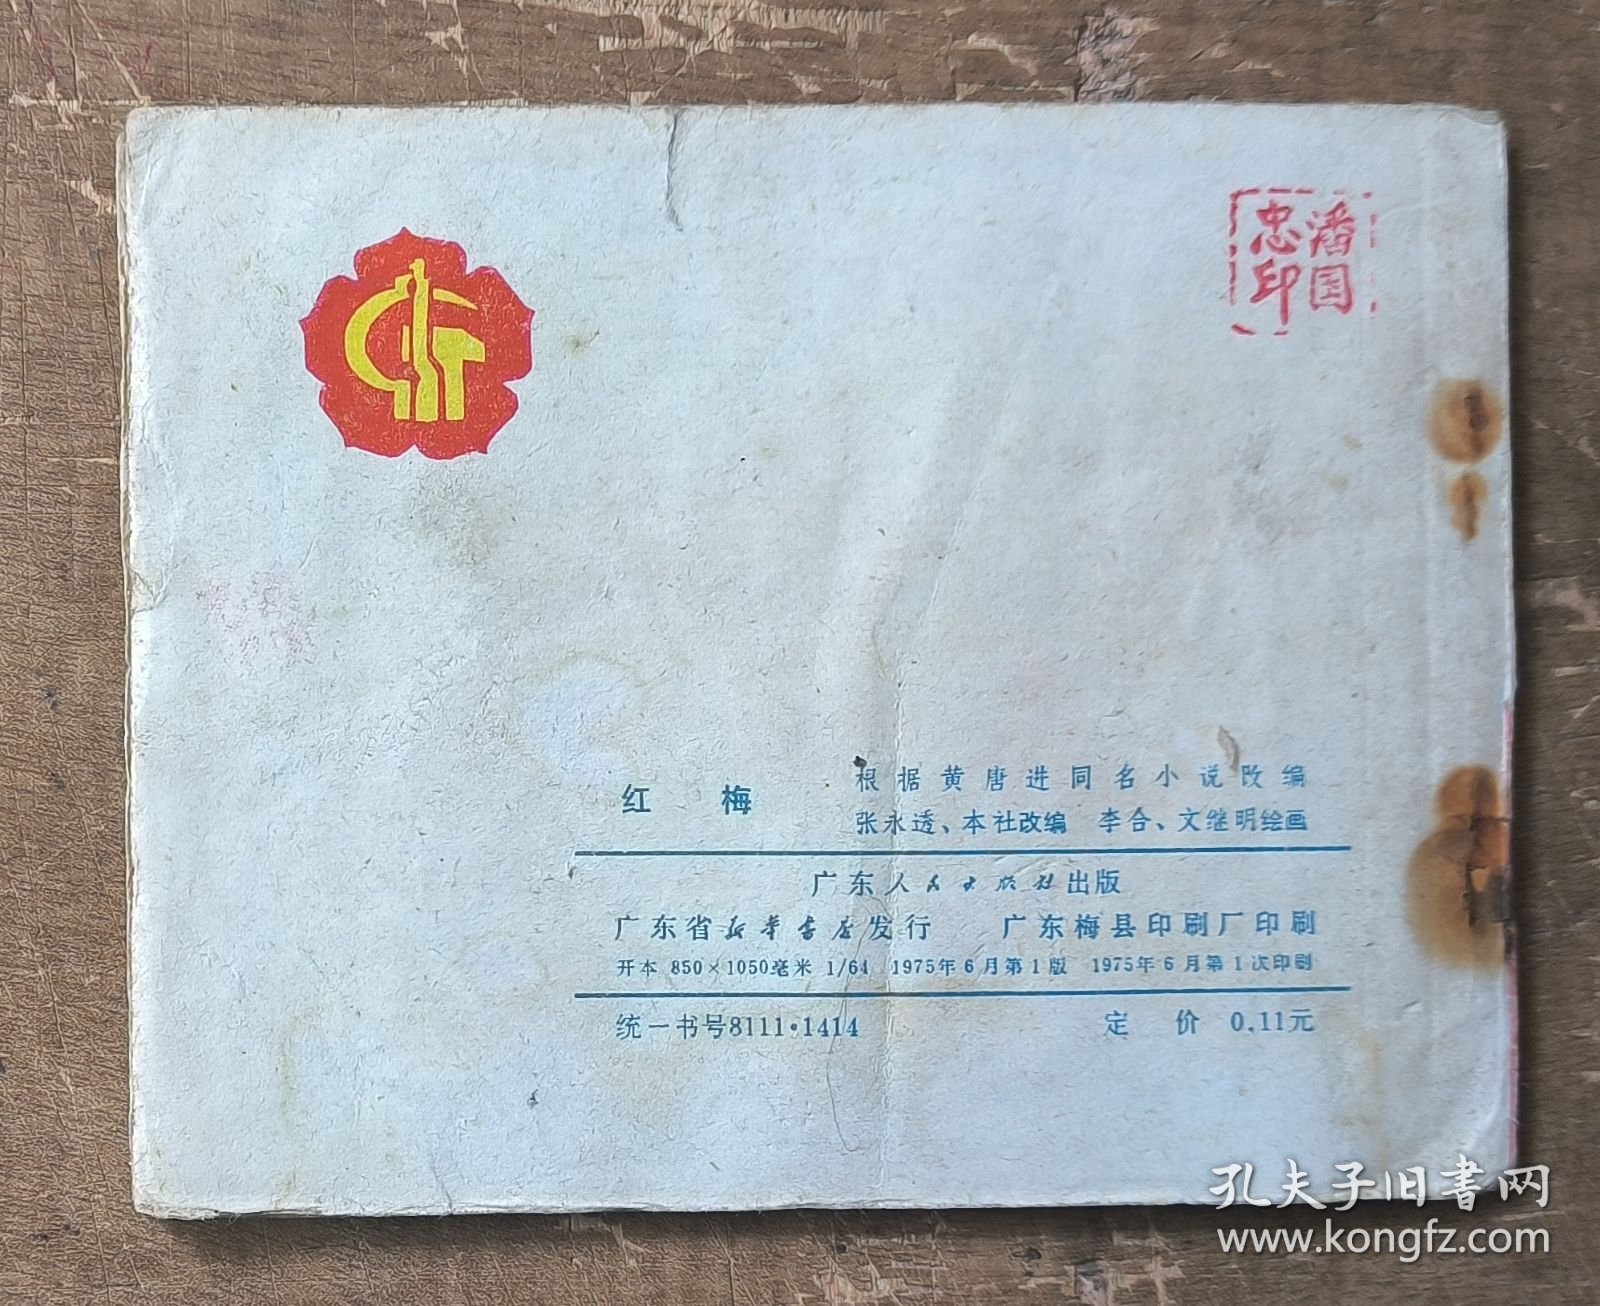 潘国
忠印
红梅
根据黄唐进同名小说改编
张永透、本社改编 李合、文继明绘画
广东人民出版社出版
广东省新华书店发行 广东梅县印刷厂印刷
开本 850×1050毫米 1/64 1975年6月第1版 1975年6月第1次印刷
统一书号8111·1414 定价 0.11元
孔夫子旧书网
www.kongfz.com